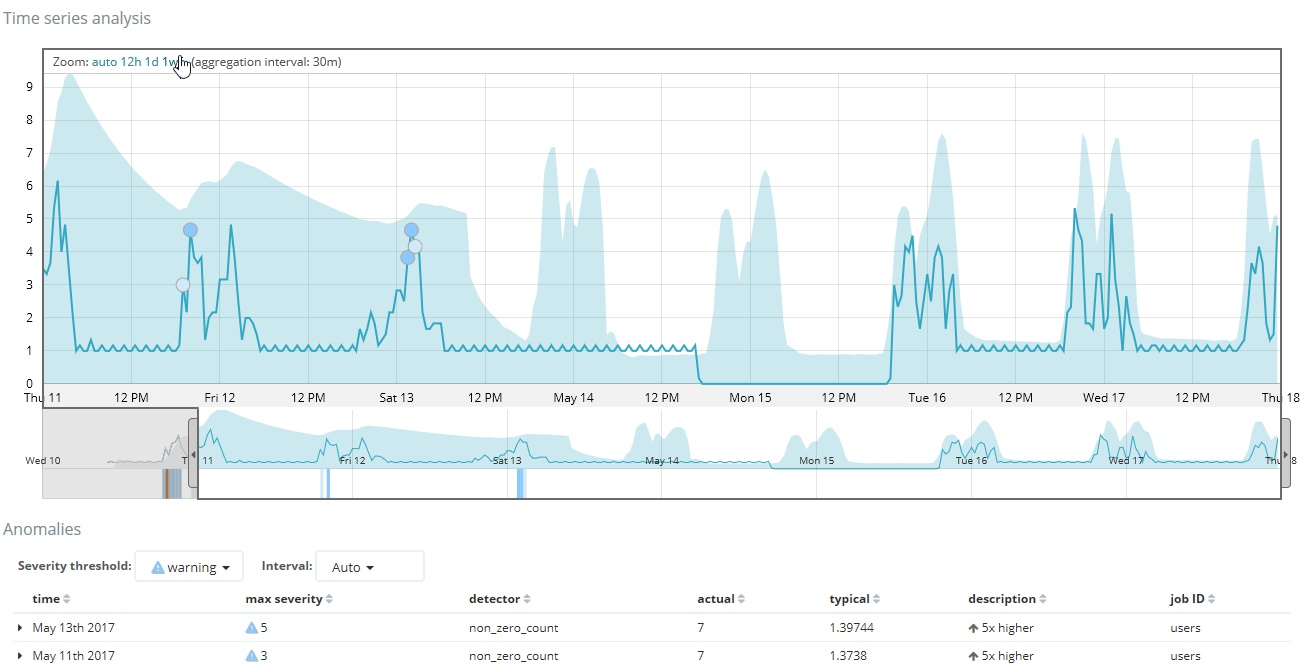 Time series analysis
Zoom: auto 12h 1d 1w (aggregation interval: 30m)
9
8
7
6
5
4
3
2
1
0
Thu 11 12 PM Fri 12 12 PM Sat 13 12 PM May 14 12 PM Mon 15 12 PM Tue 16 12 PM Wed 17 12 PM Thu 18
Wed 10 T 11 Fri 12 Sat 13 May 14 Mon 15 Tue 16 Wed 17 Thu 8
Anomalies
Severity threshold: warning Interval: Auto
time max severity detector actual typical description job ID
May 13th 2017 5 non_zero_count 7 1.39744 5x higher users
May 11th 2017 3 non_zero_count 7 1.3738 5x higher users